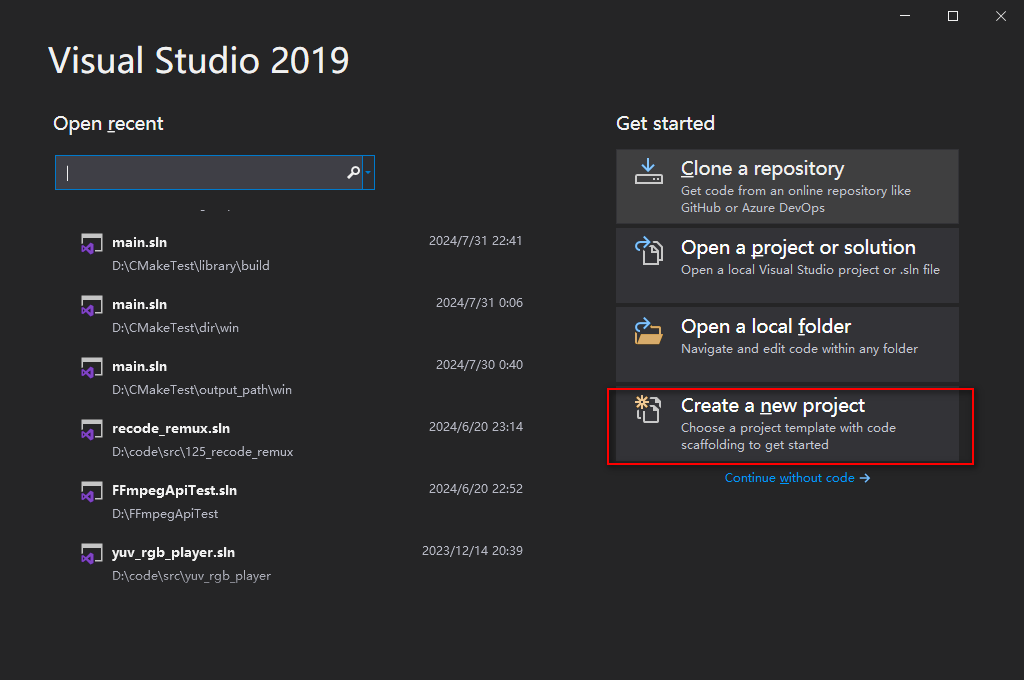 Visual Studio 2019
Open recent
main.sln
2024/7/31 22:41
D:\CMakeTest\library\build
main.sln
2024/7/31 0:06
D:\CMakeTest\dir\win
main.sln
2024/7/30 0:40
D:\CMakeTest\output_path\win
recode_remux.sln
2024/6/20 23:14
D:\code\src\125_recode_remux
FFmpegApiTest.sln
2024/6/20 22:52
D:\FFmpegApiTest
yuv_rgb_player.sln
2023/12/14 20:39
D:\code\src\yuv_rgb_player
Get started
Clone a repository
Get code from an online repository like
GitHub or Azure DevOps
Open a project or solution
Open a local Visual Studio project or .sln file
Open a local folder
Navigate and edit code within any folder
Create a new project
Choose a project template with code
scaffolding to get started
Continue without code →